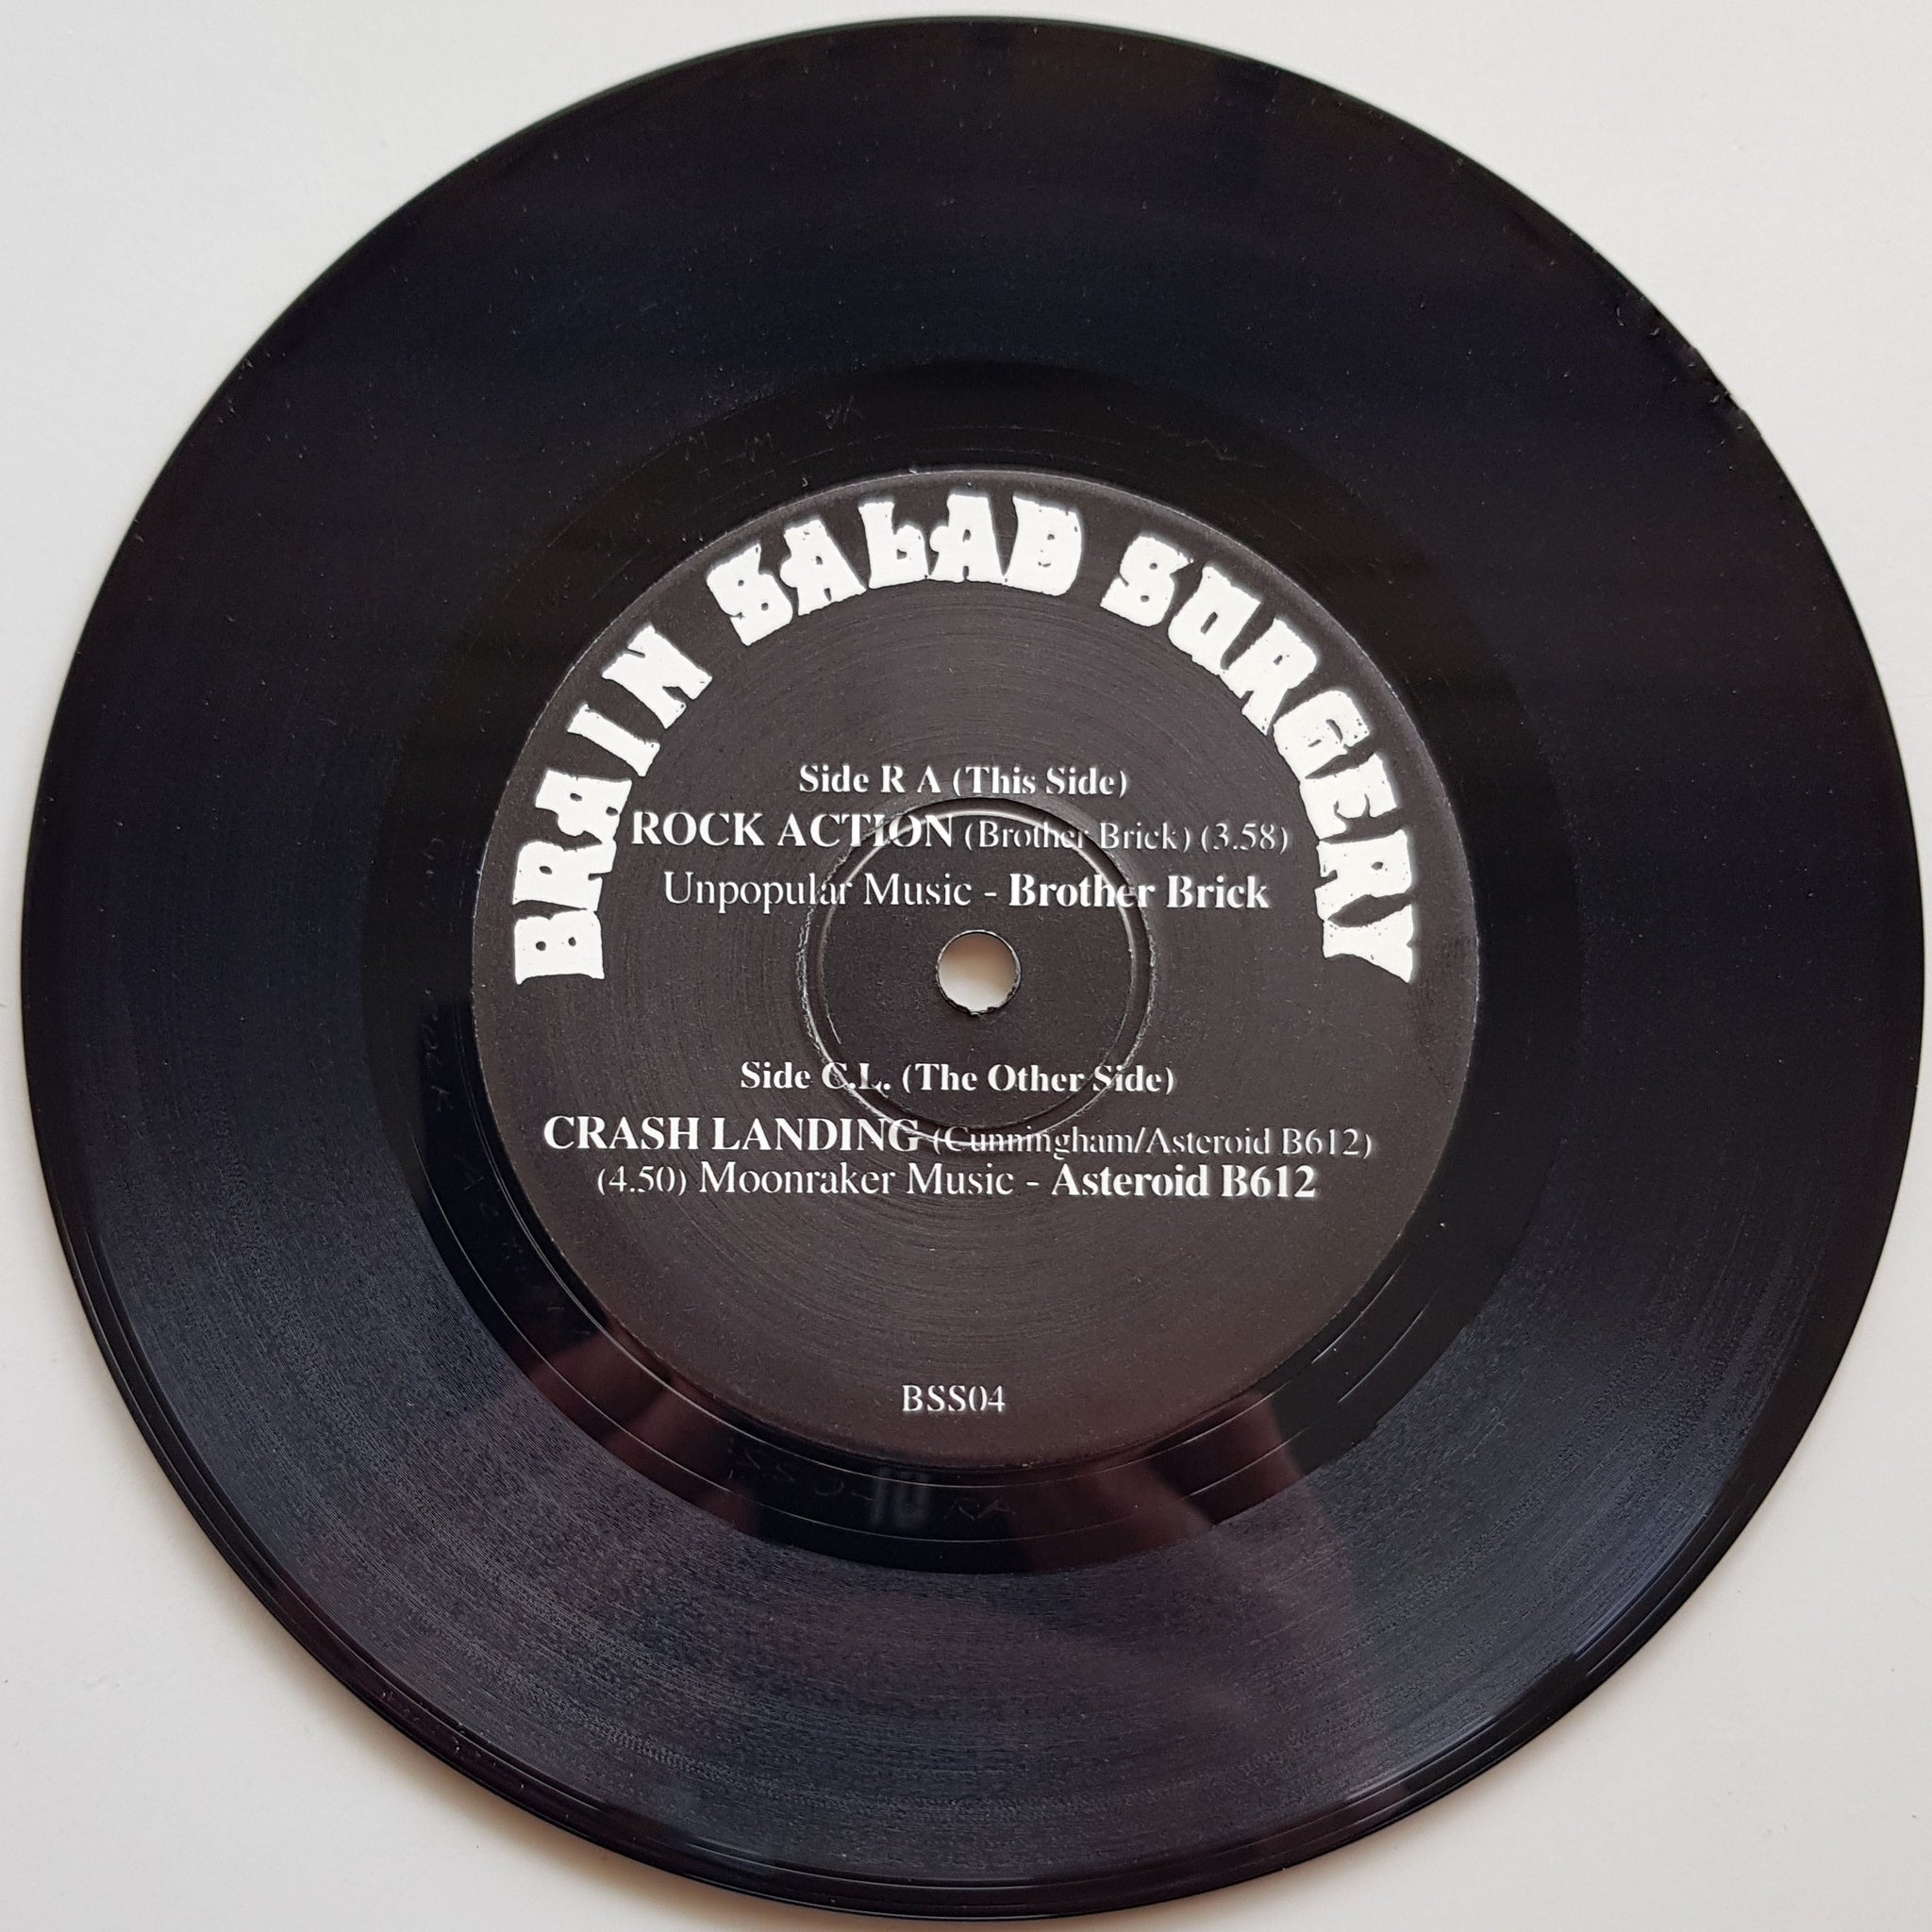 BRAIN SALAD SURGERY
Side R A (This Side)
ROCK ACTION (Brother Brick) (3.58)
Unpopular Music - Brother Brick
Side C.L. (The Other Side)
CRASH LANDING (Cunningham/Asteroid B612)
(4.50) Moonraker Music - Asteroid B612
BSS04